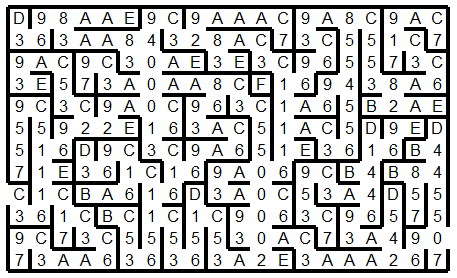 D 9 8 A A E 9 C 9 A A A C 9 A 8 C 9 A C
3 6 3 A A 8 4 3 2 8 A C 7 3 C 5 5 1 C 7
9 A C 9 C 3 0 A E 3 E 3 C 9 6 5 5 7 3 C
3 E 5 7 3 A 0 A A 8 C F 1 6 9 4 3 8 A 6
9 C 3 C 9 A 0 C 9 6 3 C 1 A 6 5 B 2 A E
5 5 9 2 2 E 1 6 3 A C 5 1 A C 5 D 9 E D
5 1 6 D 9 C 3 C 9 A 6 5 1 E 3 6 1 6 B 4
7 1 E 3 6 1 C 1 6 9 A 0 6 9 C B 4 B 8 4
C 1 C B A 6 1 6 D 3 A 0 C 5 3 A 4 D 5 5
3 6 1 C B C 1 C 1 C 9 0 6 3 C 9 6 5 7 5
9 C 7 3 C 5 5 5 5 5 3 0 A C 7 3 A 4 9 0
7 3 A A 6 3 6 3 6 3 A 2 E 3 A A A 2 6 7